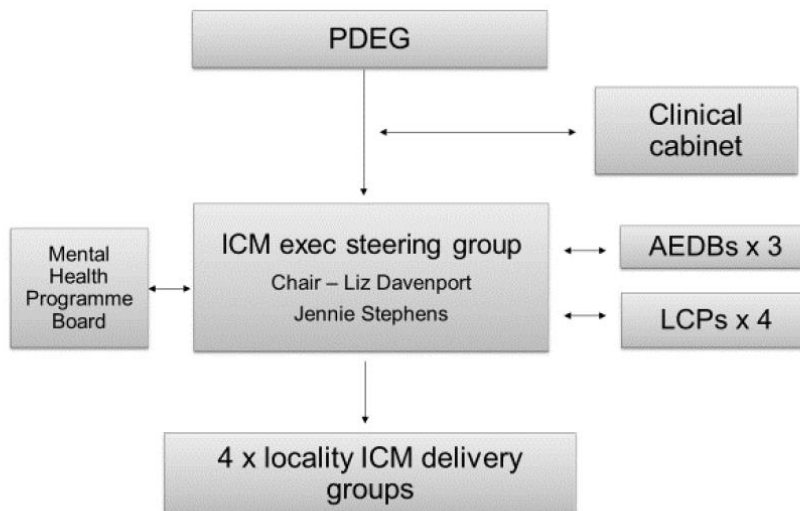 PDEG
Clinical
cabinet
Mental
Health
Programme
Board
ICM exec steering group
Chair – Liz Davenport
Jennie Stephens
AEDBs x 3
LCPs x 4
4 x locality ICM delivery
groups